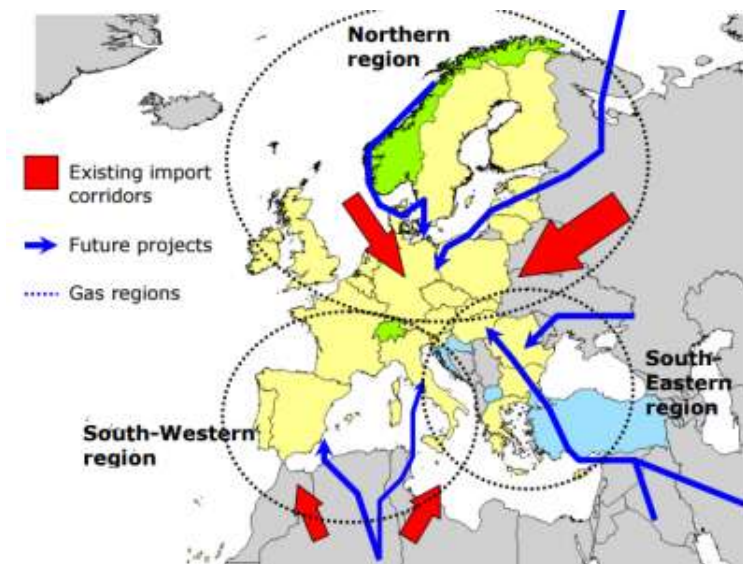 Northern
region
Existing import
corridors
Future projects
Gas regions
South-
Eastern
region
South-Western
region